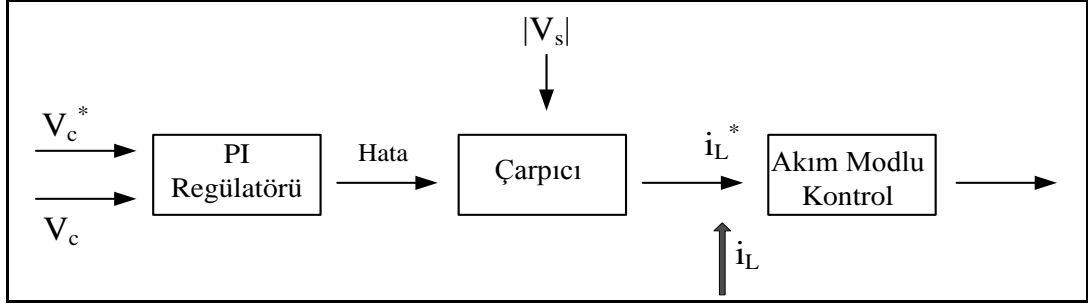 |Vs|
Vc*
PI
Regülatörü
Hata
Çarpıcı
iL*
Akım Modlu
Kontrol
Vc
iL